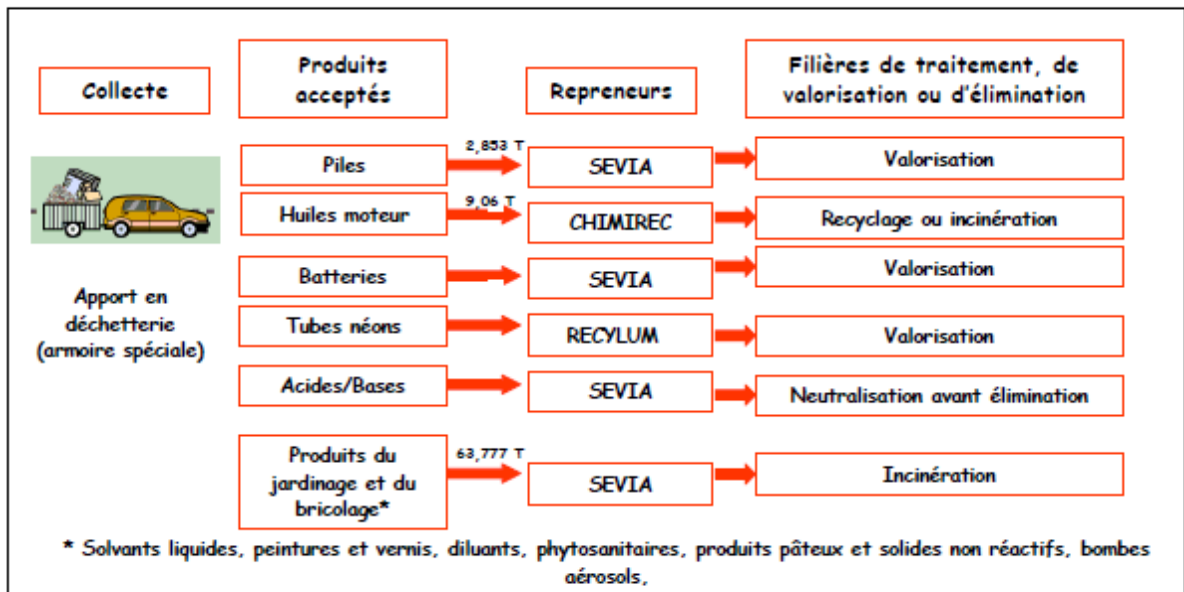 Collecte
Produits
acceptés
Repreneurs
Filières de traitement, de
valorisation ou d'élimination
Piles
2,853 T
SEVIA
Valorisation
Huiles moteur
9,06 T
CHIMIREC
Recyclage ou incinération
Batteries
SEVIA
Valorisation
Apport en
déchetterie
(armoire spéciale)
Tubes néons
RECYLUM
Valorisation
Acides/Bases
SEVIA
Neutralisation avant élimination
Produits du
jardinage et du
bricolage*
63,777 T
SEVIA
Incinération
* Solvants liquides, peintures et vernis, diluants, phytosanitaires, produits pâteux et solides non réactifs, bombes
aérosols,